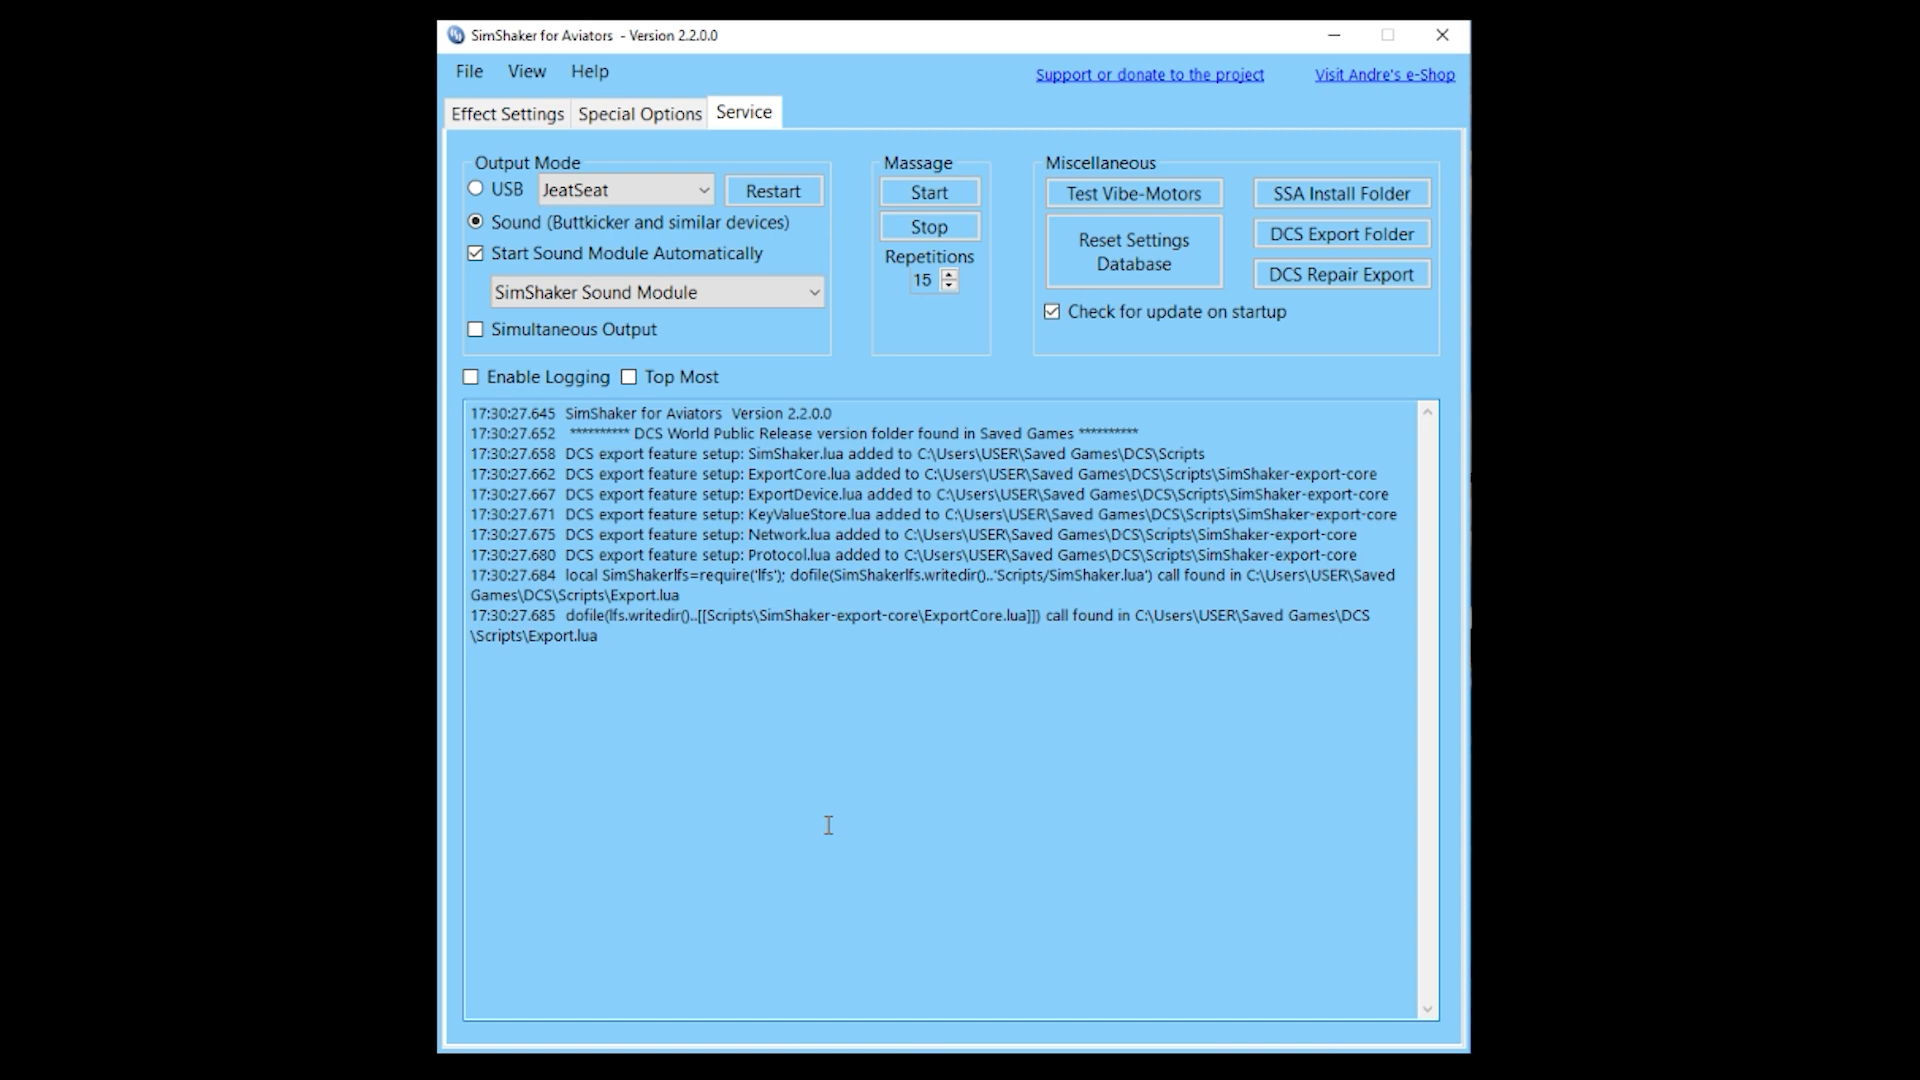 SimShaker for Aviators - Version 2.2.0.0
File View Help
Support or donate to the project
Visit Andre's e-Shop
Effect Settings
Special Options
Service
Output Mode
USB
JeatSeat
Restart
Sound (Buttkicker and similar devices)
Start Sound Module Automatically
SimShaker Sound Module
Simultaneous Output
Massage
Start
Stop
Repetitions
15
Miscellaneous
Test Vibe-Motors
SSA Install Folder
Reset Settings
Database
DCS Export Folder
DCS Repair Export
Check for update on startup
Enable Logging
Top Most
17:30:27.645 SimShaker for Aviators Version 2.2.0.0
17:30:27.652 ********** DCS World Public Release version folder found in Saved Games **********
17:30:27.658 DCS export feature setup: SimShaker.lua added to C:\Users\USER\Saved Games\DCS\Scripts
17:30:27.662 DCS export feature setup: ExportCore.lua added to C:\Users\USER\Saved Games\DCS\Scripts\SimShaker-export-core
17:30:27.667 DCS export feature setup: ExportDevice.lua added to C:\Users\USER\Saved Games\DCS\Scripts\SimShaker-export-core
17:30:27.671 DCS export feature setup: KeyValueStore.lua added to C:\Users\USER\Saved Games\DCS\Scripts\SimShaker-export-core
17:30:27.675 DCS export feature setup: Network.lua added to C:\Users\USER\Saved Games\DCS\Scripts\SimShaker-export-core
17:30:27.680 DCS export feature setup: Protocol.lua added to C:\Users\USER\Saved Games\DCS\Scripts\SimShaker-export-core
17:30:27.684 local SimShakerlfs=require('lfs'); dofile(SimShakerlfs.writedir()..'Scripts/SimShaker.lua') call found in C:\Users\USER\Saved
Games\DCS\Scripts\Export.lua
17:30:27.685 dofile(lfs.writedir()..[[Scripts\SimShaker-export-core\ExportCore.lua]]) call found in C:\Users\USER\Saved Games\DCS
\Scripts\Export.lua